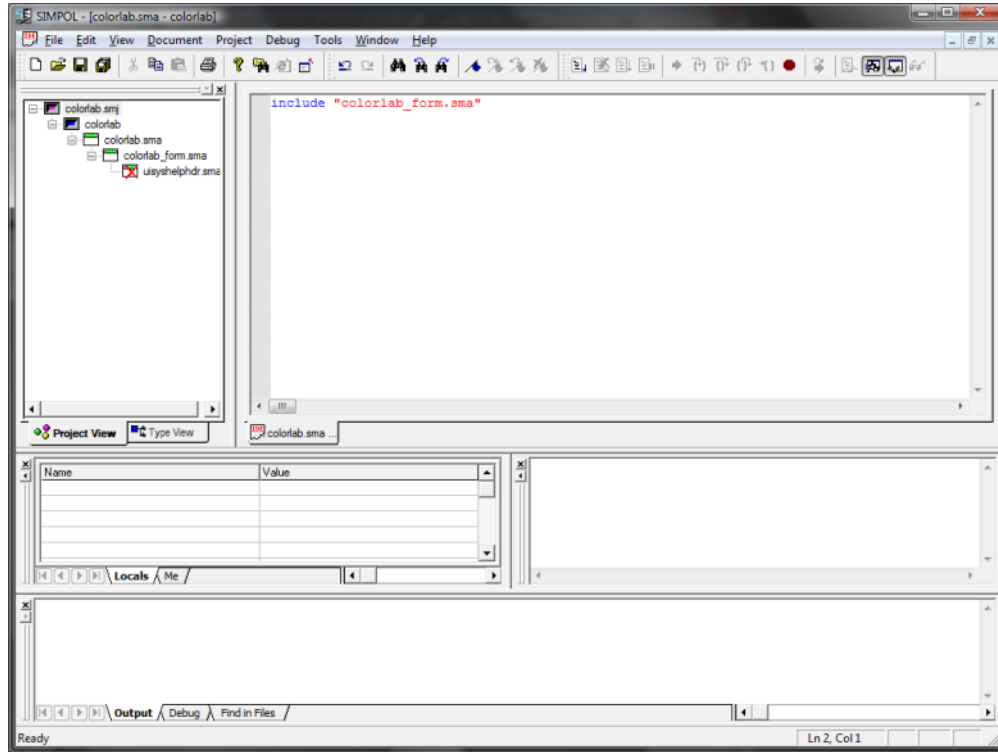 SIMPOL - [colorlab.sma - colorlab]
File Edit View Document Project Debug Tools Window Help
include "colorlab_form.sma"
colorlab.smj
colorlab
colorlab.sma
colorlab_form.sma
uisyshelphdr.sma
Project View Type View
colorlab.sma ...
Name Value
Locals Me
Output Debug Find in Files
Ready Ln 2, Col 1